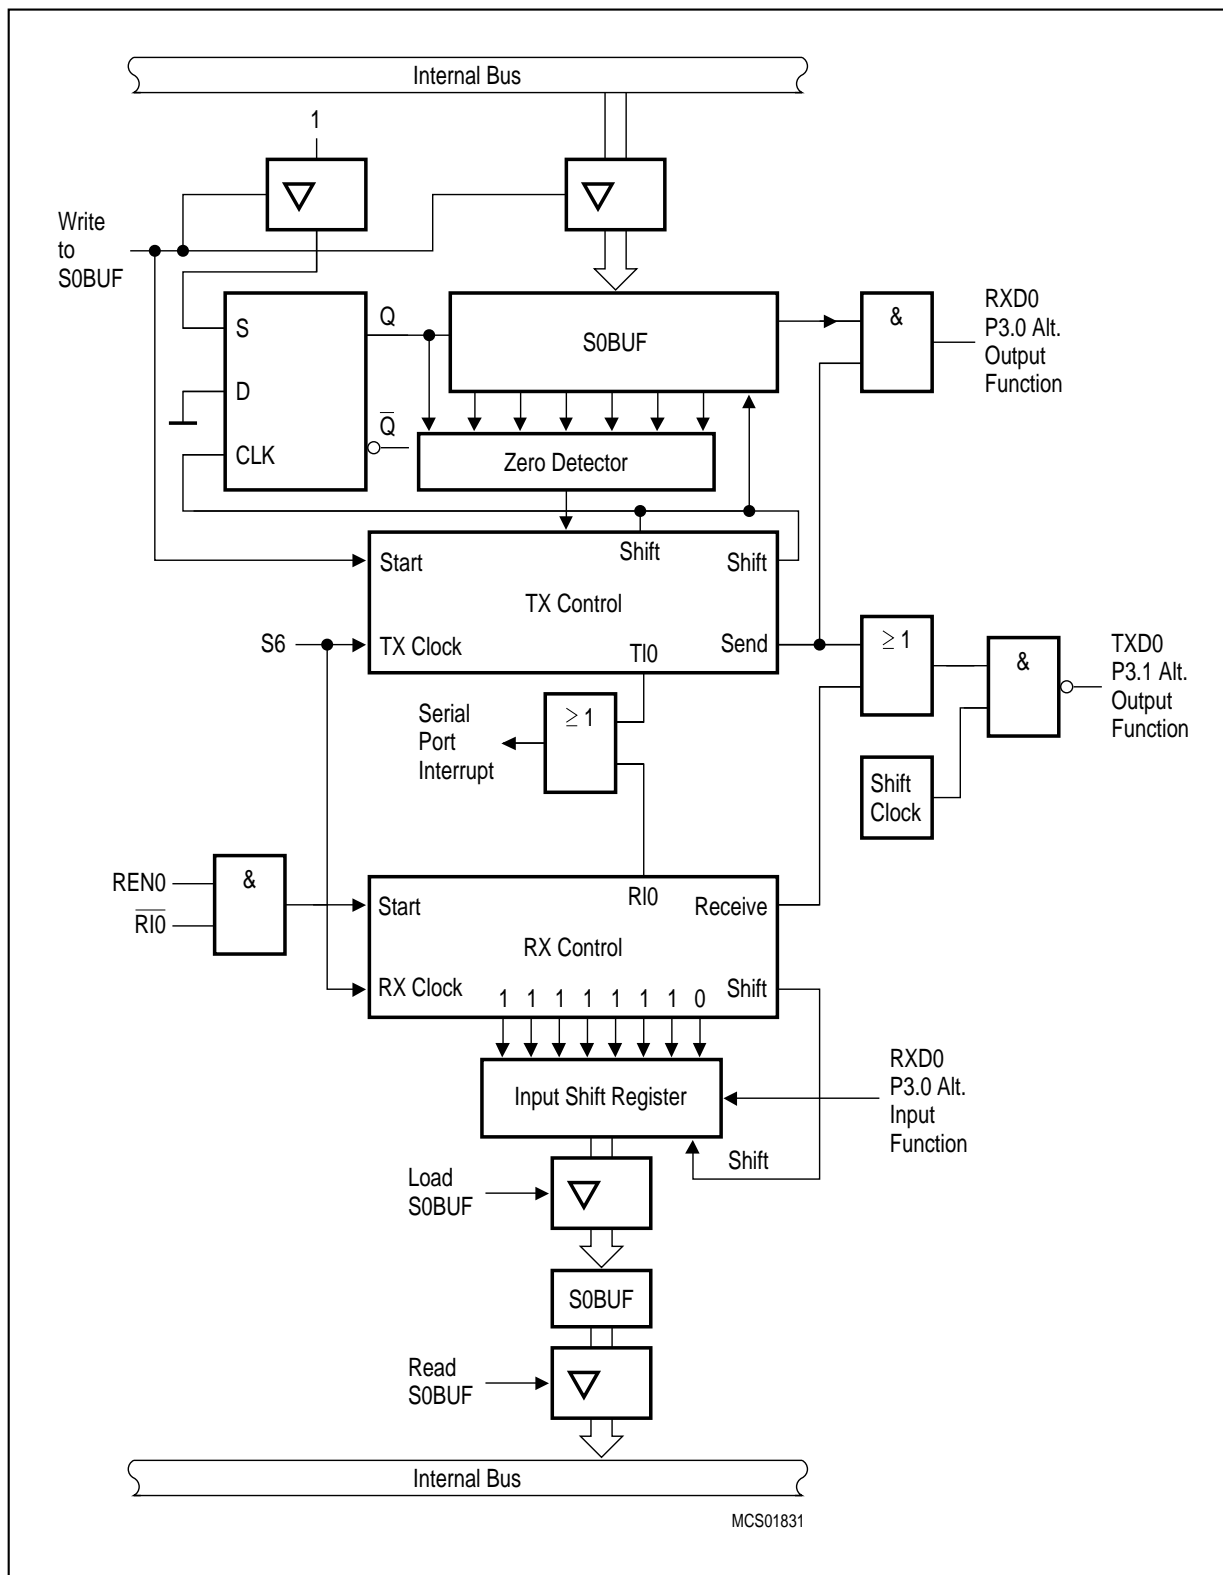 Internal Bus
1
Write
to
S0BUF
S
D
CLK
Q
Q̅
S0BUF
&
RXD0
P3.0 Alt.
Output
Function
Zero Detector
Start
Shift
Shift
TX Control
S6
TX Clock
TI0
Send
≥ 1
&
TXD0
P3.1 Alt.
Output
Function
Serial
Port
Interrupt
≥ 1
Shift
Clock
REN0
R̅I̅0̅
&
Start
RI0
Receive
RX Control
RX Clock
Shift
1 1 1 1 1 1 1 0
Input Shift Register
RXD0
P3.0 Alt.
Input
Function
Shift
Load
S0BUF
S0BUF
Read
S0BUF
Internal Bus
MCS01831